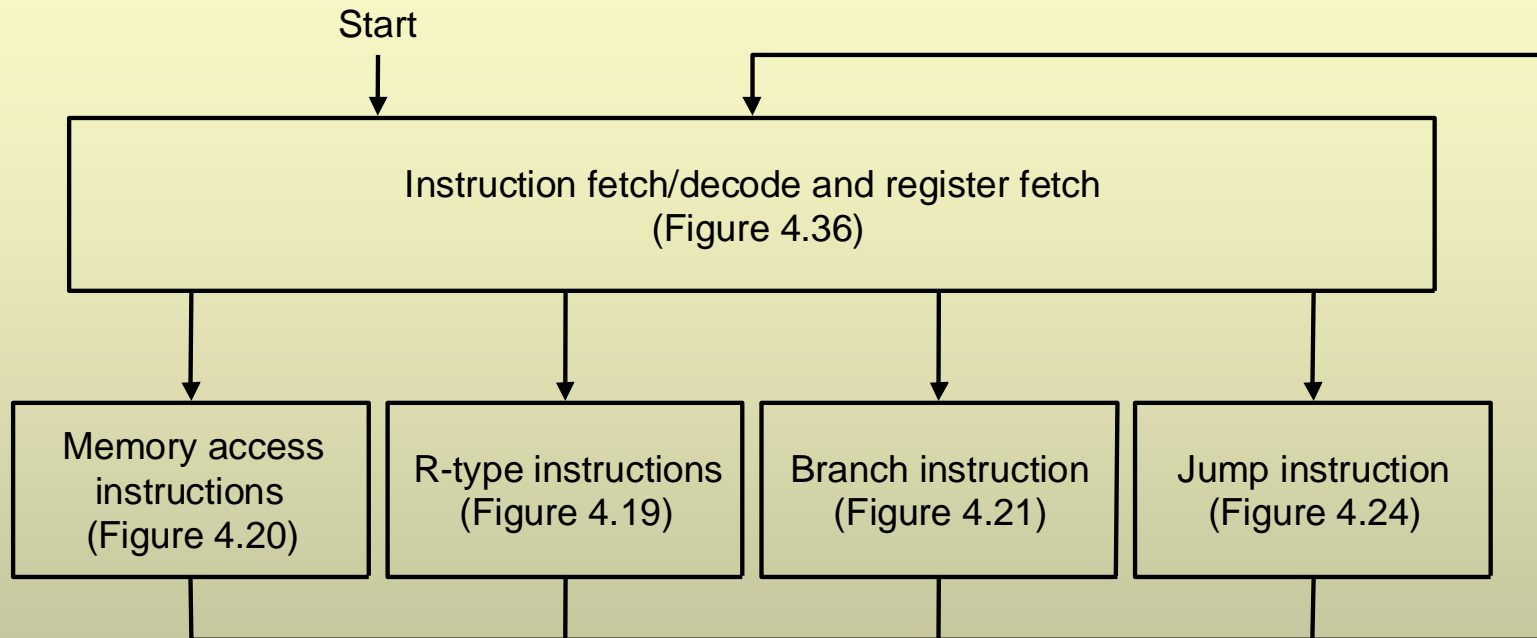 Start
Instruction fetch/decode and register fetch
(Figure 4.36)
Memory access
instructions
(Figure 4.20)
R-type instructions
(Figure 4.19)
Branch instruction
(Figure 4.21)
Jump instruction
(Figure 4.24)